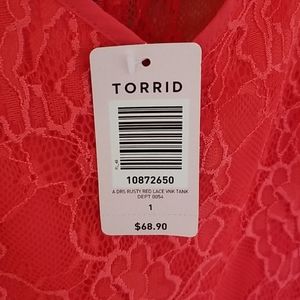 TORRID
10872650
A DRS RUSTY RED LACE VNK TANK
DEPT 0054
1
$68.90